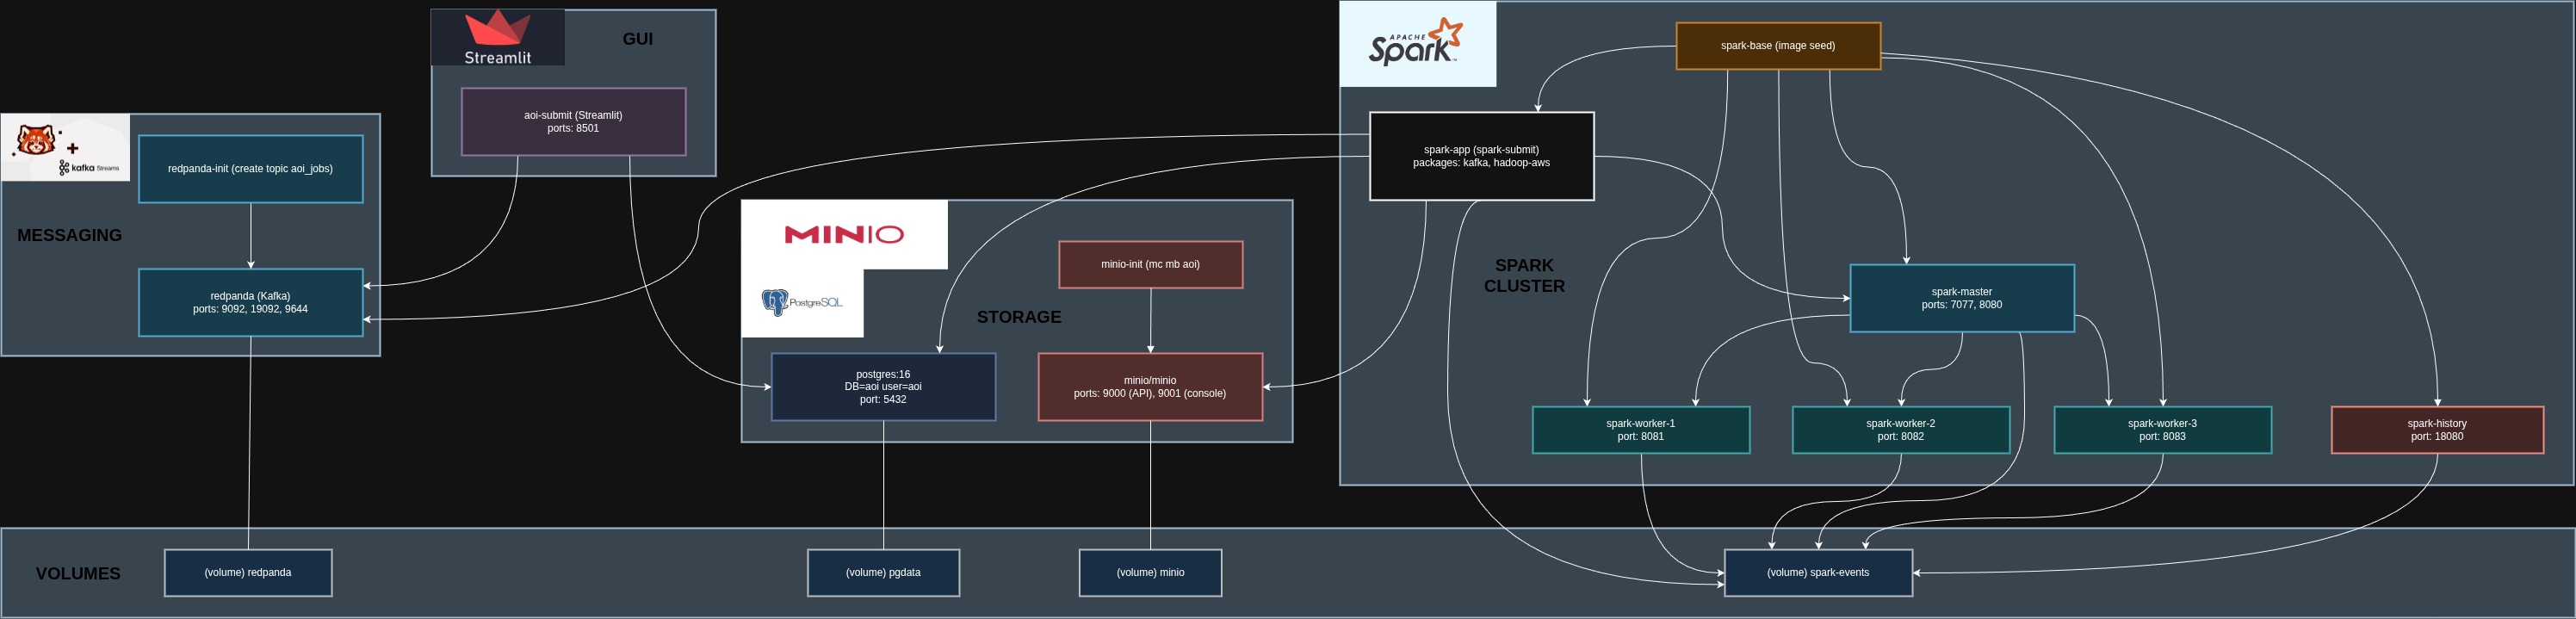 Streamlit
GUI
aoi-submit (Streamlit)
ports: 8501
kafka Streams
redpanda-init (create topic aoi_jobs)
MESSAGING
redpanda (Kafka)
ports: 9092, 19092, 9644
MINIO
PostgreSQL
minio-init (mc mb aoi)
STORAGE
postgres:16
DB=aoi user=aoi
port: 5432
minio/minio
ports: 9000 (API), 9001 (console)
APACHE
Spark
spark-base (image seed)
spark-app (spark-submit)
packages: kafka, hadoop-aws
SPARK
CLUSTER
spark-master
ports: 7077, 8080
spark-worker-1
port: 8081
spark-worker-2
port: 8082
spark-worker-3
port: 8083
spark-history
port: 18080
VOLUMES
(volume) redpanda
(volume) pgdata
(volume) minio
(volume) spark-events